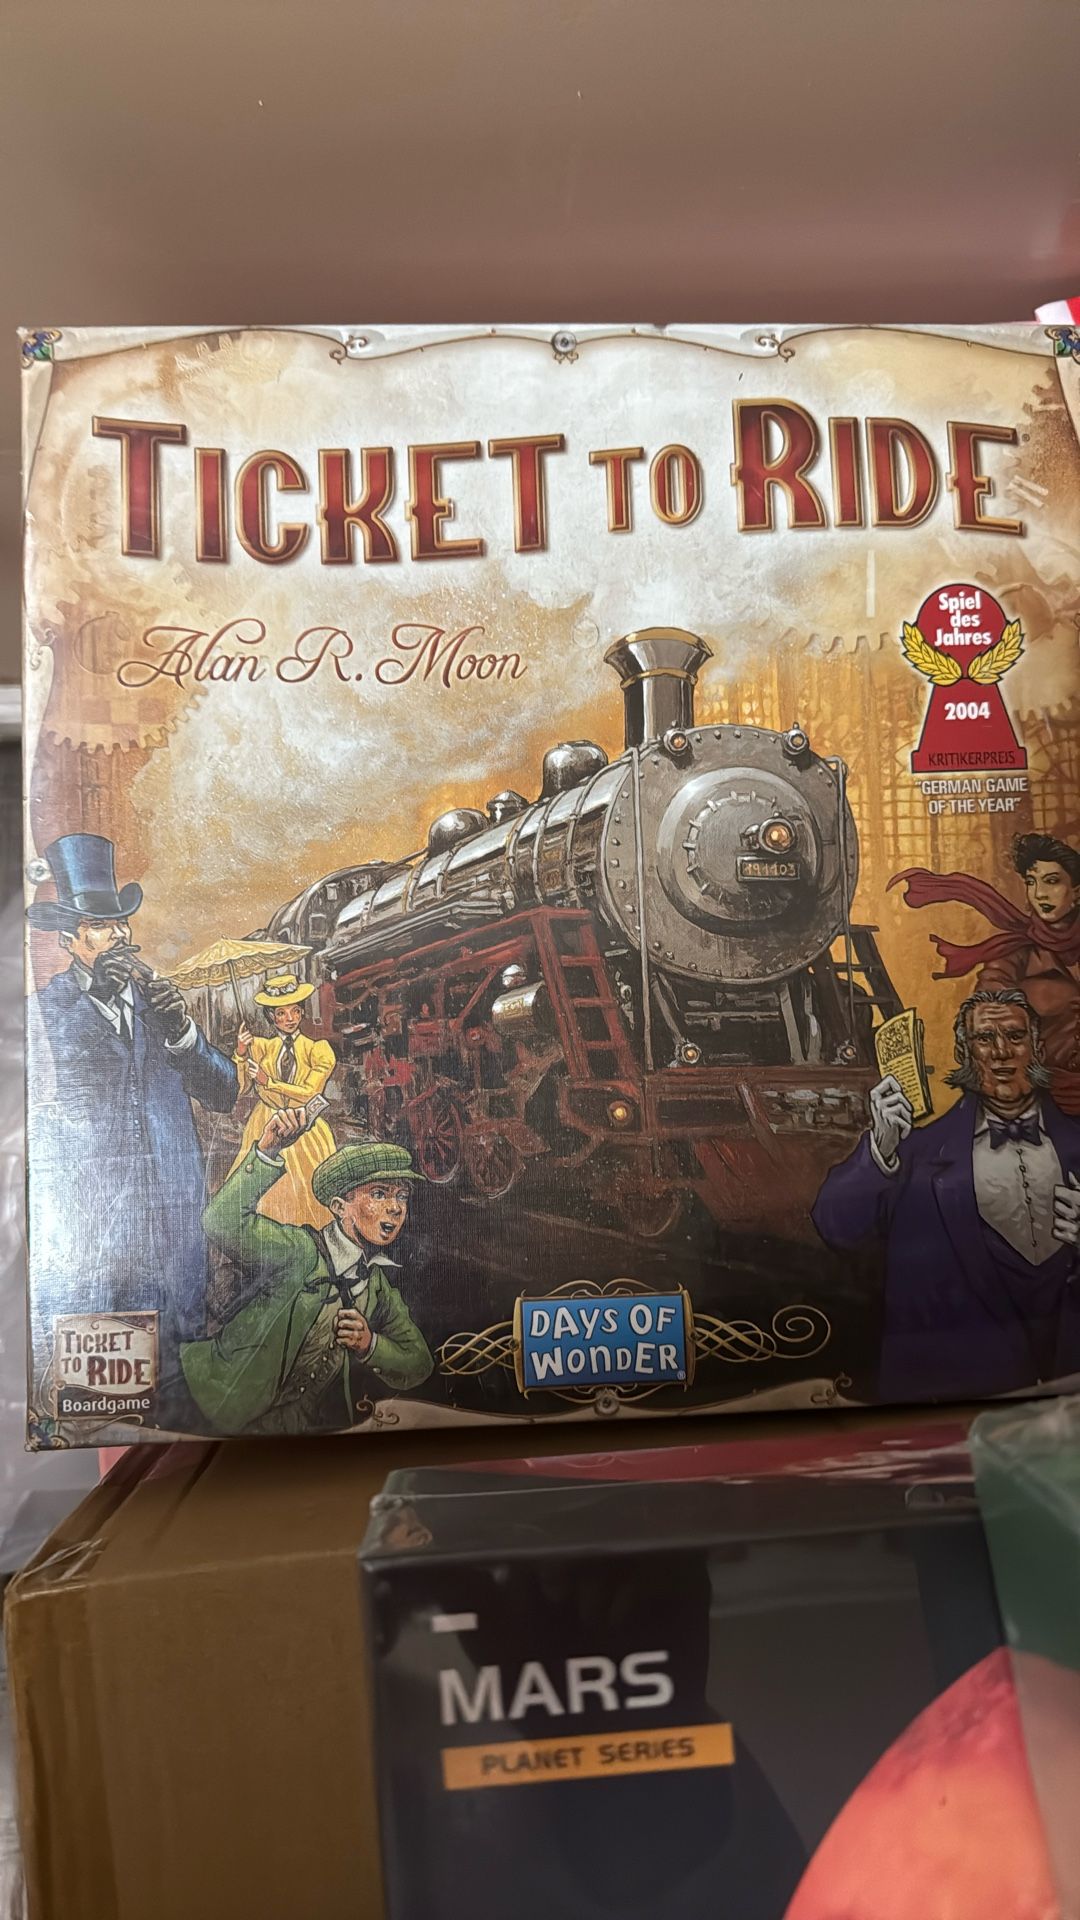 TICKET TO RIDE®
Alan R. Moon
Spiel
des
Jahres
2004
KRITIKERPREIS
"GERMAN GAME
OF THE YEAR"
191103
TICKET
TO RIDE
Boardgame
DAYS OF
WONDER®
MARS
PLANET SERIES